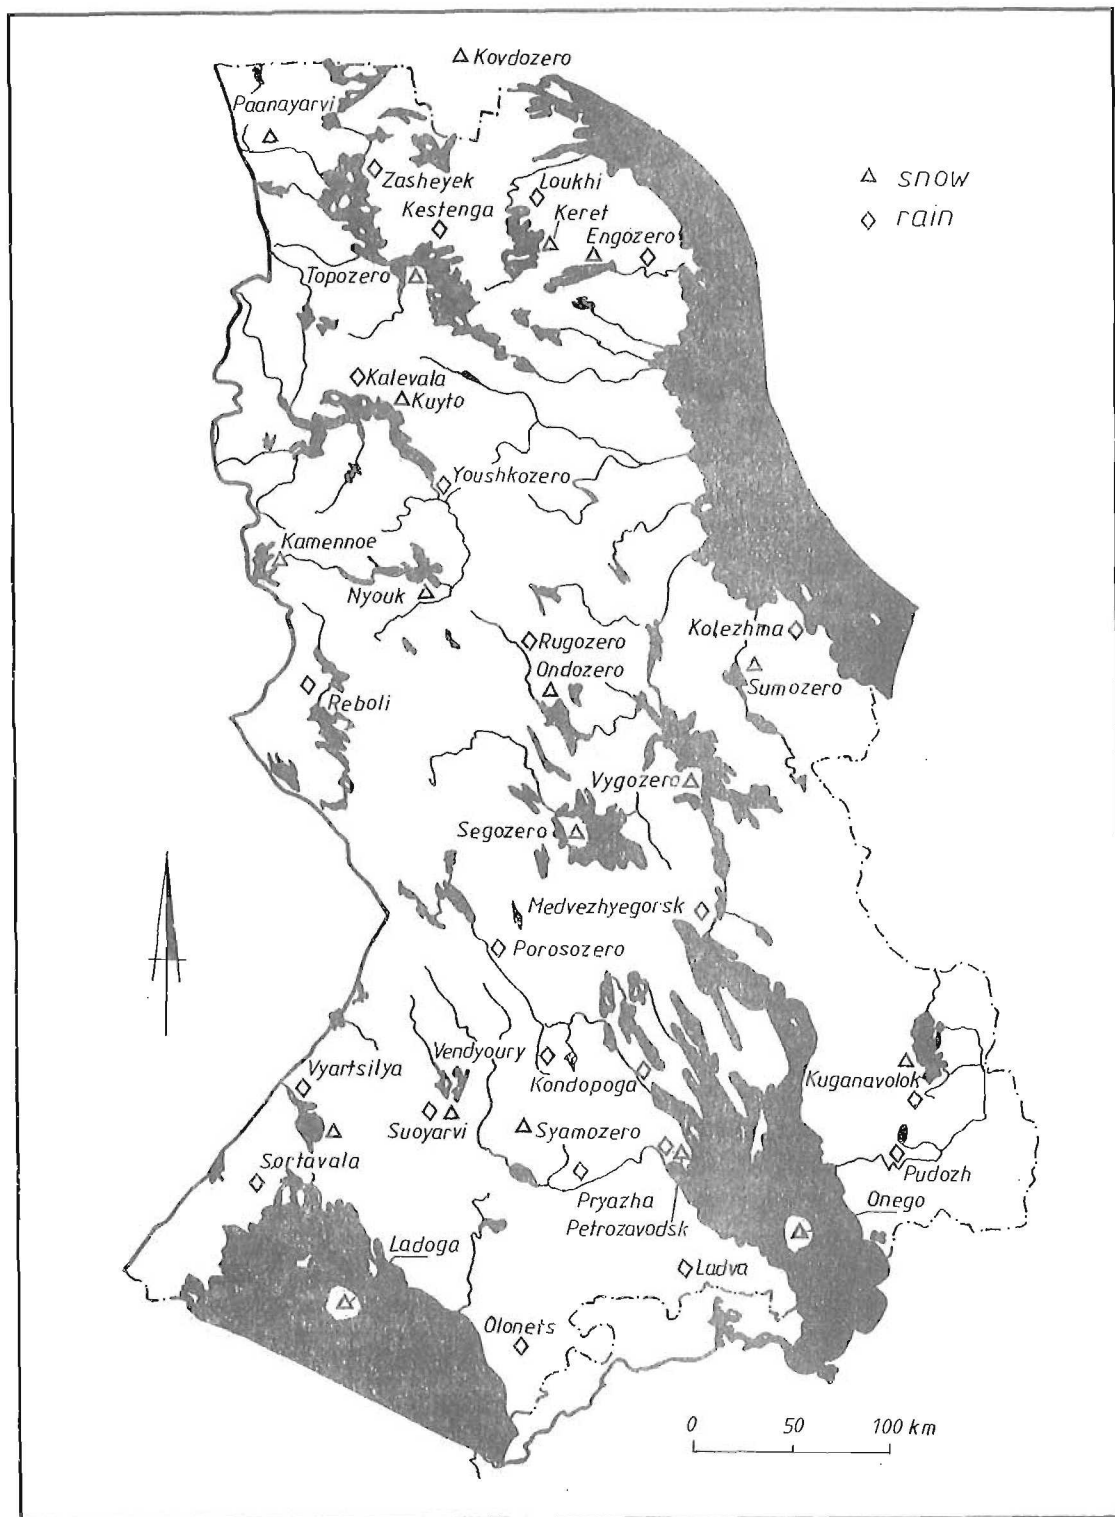 Kovdozero
Paanayarvi
snow
Zasheyek
Loukhi
rain
Kestenga
Keret
Engozero
Topozero
Kalevala
Kuyto
Youshkozero
Kamennoe
Nyouk
Kolezhma
Rugozero
Ondozero
Sumozero
Reboli
Vygozero
Segozero
Medvezhyegorsk
Porosozero
Vendyoury
Vyartsilya
Kondopoga
Kuganavolok
Suoyarvi
Syamozero
Sortavala
Pudozh
Pryazha
Onego
Petrozavodsk
Ladoga
Ladva
Olonets
0 50 100 km